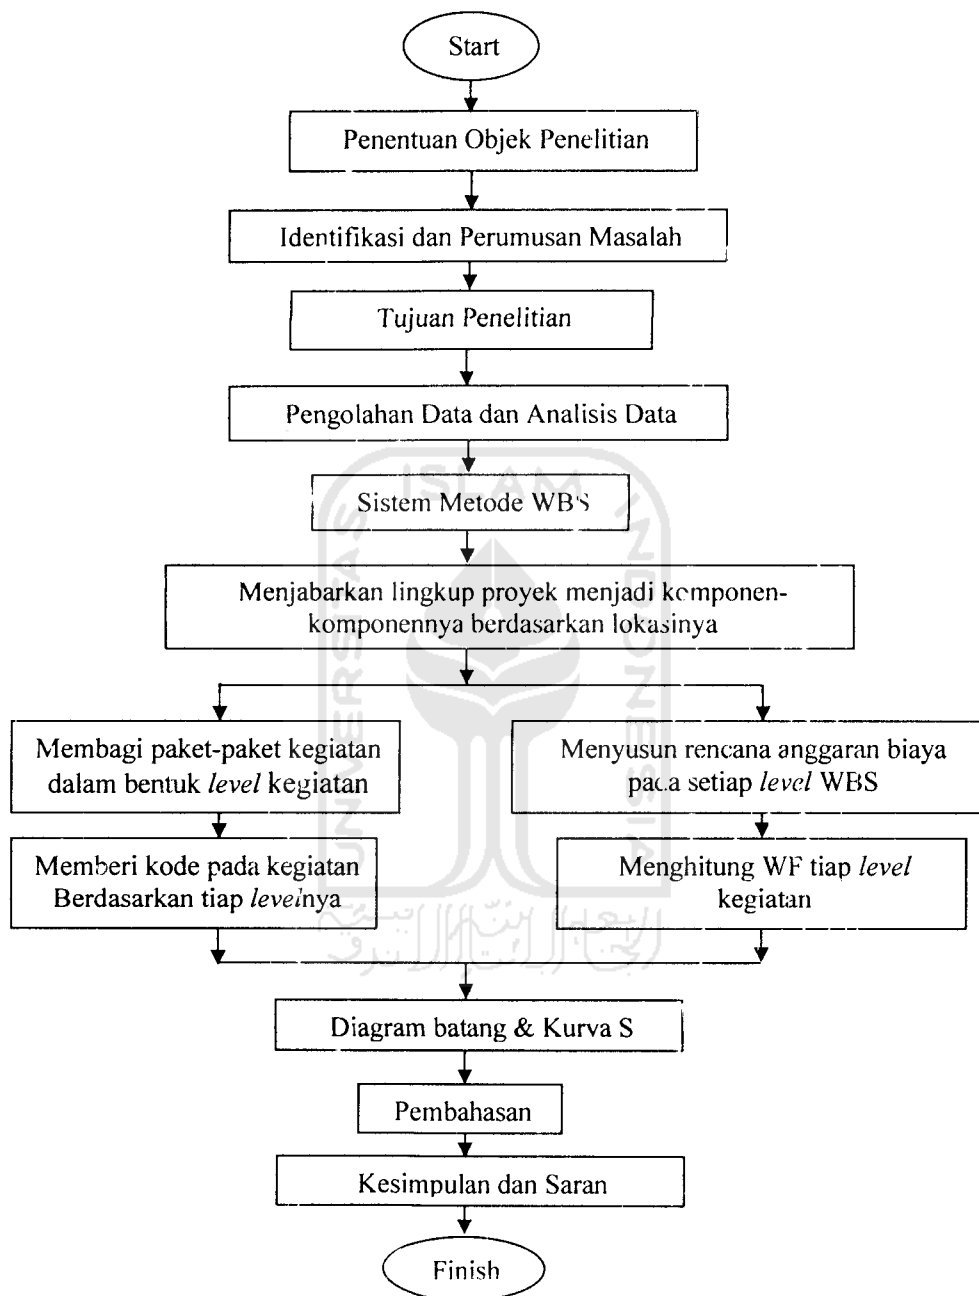 Start
Penentuan Objek Penelitian
Identifikasi dan Perumusan Masalah
Tujuan Penelitian
Pengolahan Data dan Analisis Data
Sistem Metode WBS
Menjabarkan lingkup proyek menjadi komponen-
komponennya berdasarkan lokasinya
Membagi paket-paket kegiatan
dalam bentuk level kegiatan
Menyusun rencana anggaran biaya
pada setiap level WBS
Memberi kode pada kegiatan
Berdasarkan tiap levelnya
Menghitung WF tiap level
kegiatan
Diagram batang & Kurva S
Pembahasan
Kesimpulan dan Saran
Finish
UNIVERSITAS
ISLAM
INDONESIA